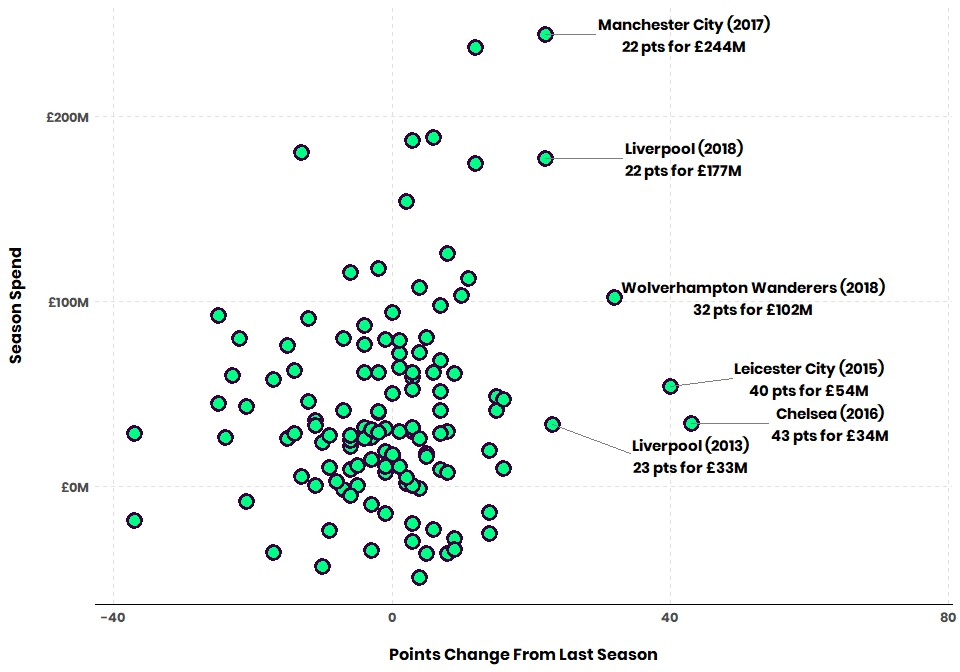 Manchester City (2017)
22 pts for £244M
£200M
Liverpool (2018)
22 pts for £177M
Season Spend
Wolverhampton Wanderers (2018)
32 pts for £102M
£100M
Leicester City (2015)
40 pts for £54M
Chelsea (2016)
43 pts for £34M
Liverpool (2013)
23 pts for £33M
£0M
−40
0
40
80
Points Change From Last Season